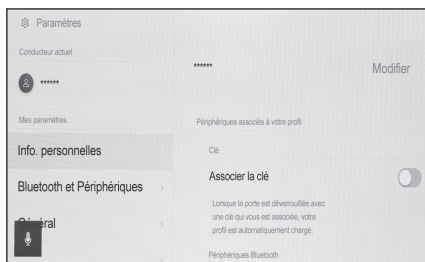 Paramètres
Conducteur actuel
******
Mes paramètres
Info. personnelles
Bluetooth et Périphériques
Général
******
Modifier
Périphériques associés à votre profil
Clé
Associer la clé
Lorsque la porte est déverrouillée avec
une clé qui vous est associée, votre
profil est automatiquement chargé.
Périphériques Bluetooth